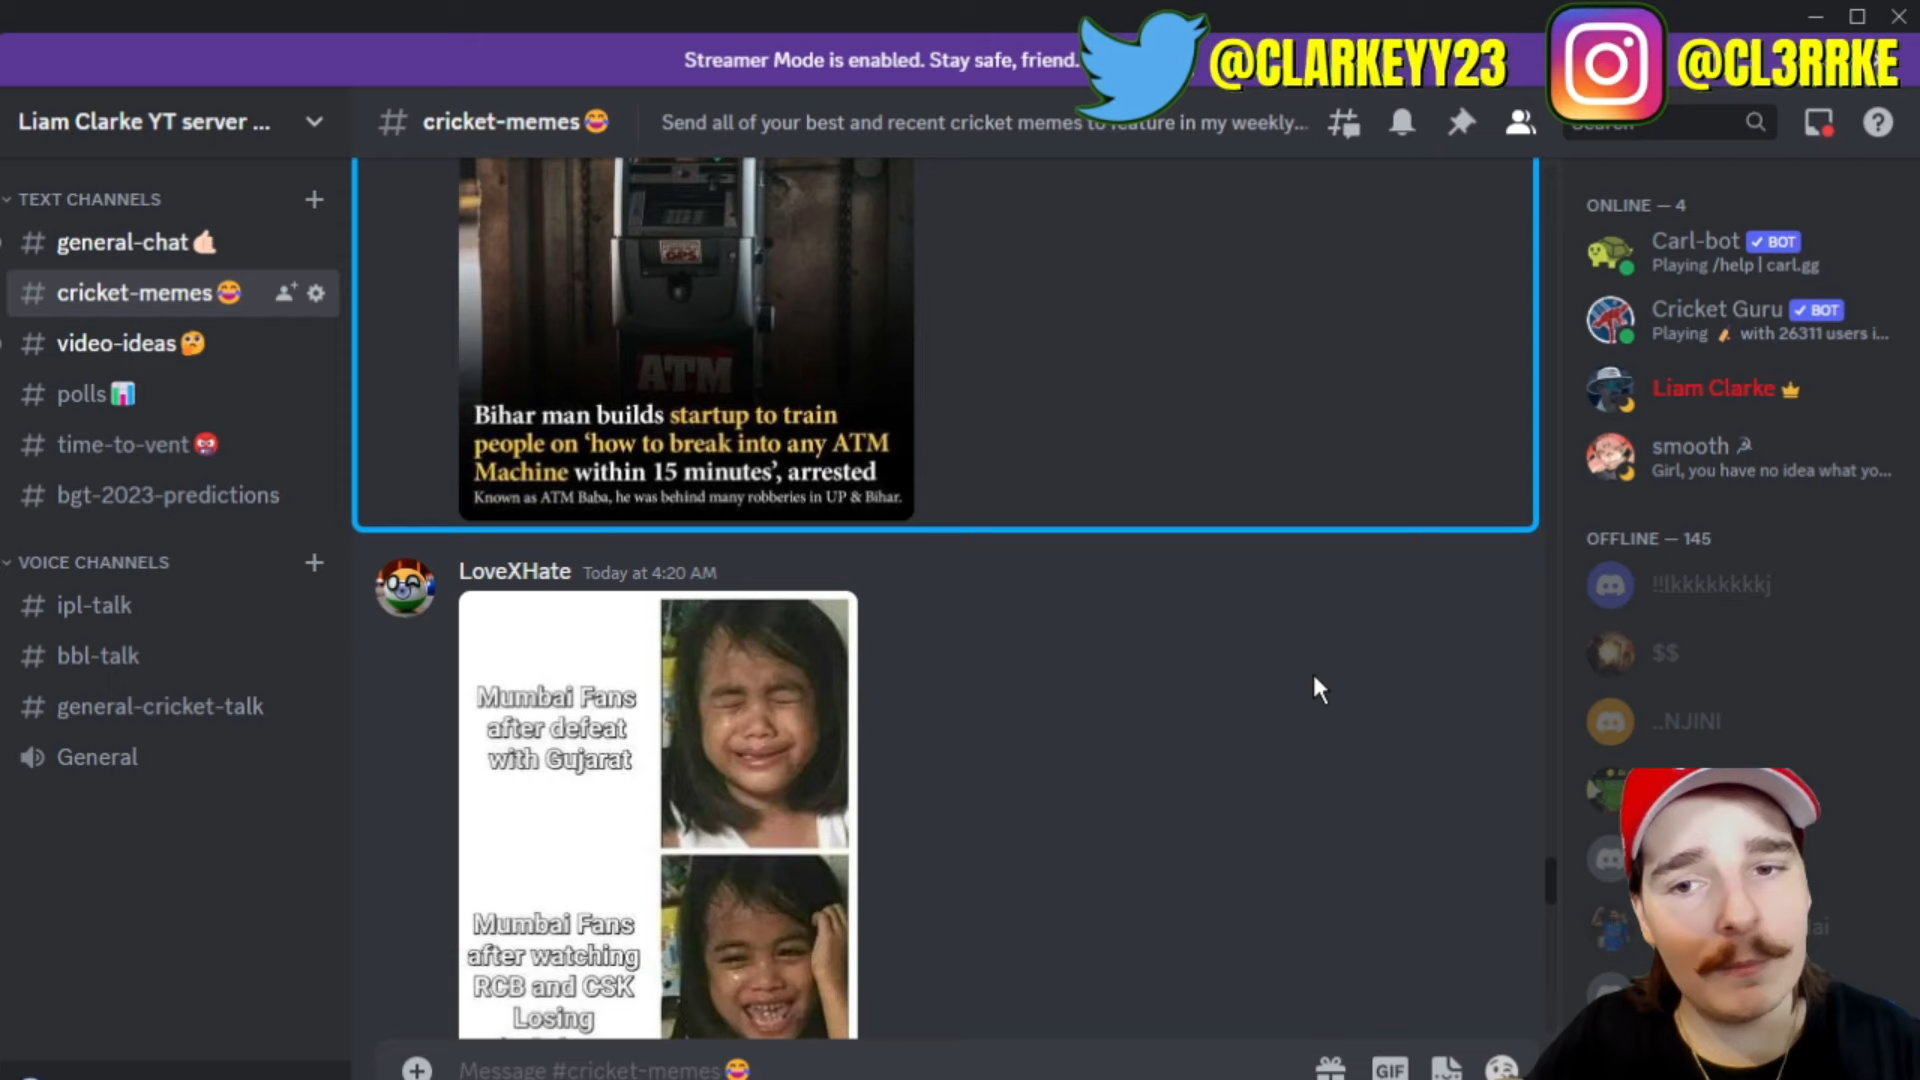 Streamer Mode is enabled. Stay safe, friend.
@CLARKEYY23
@CL3RRKE
Liam Clarke YT server ...
cricket-memes😂
Send all of your best and recent cricket memes to feature in my weekly...
Search
TEXT CHANNELS
general-chat🤙🏻
cricket-memes😂
video-ideas🤔
polls📊
time-to-vent👹
bgt-2023-predictions
VOICE CHANNELS
ipl-talk
bbl-talk
general-cricket-talk
General
GPS
ATM
Bihar man builds startup to train
people on ‘how to break into any ATM
Machine within 15 minutes’, arrested
Known as ATM Baba, he was behind many robberies in UP & Bihar.
LoveXHate Today at 4:20 AM
Mumbai Fans
after defeat
with Gujarat
Mumbai Fans
after watching
RCB and CSK
Losing
Message #cricket-memes😂
GIF
ONLINE — 4
Carl-bot ✓ BOT
Playing /help | carl.gg
Cricket Guru ✓ BOT
Playing 🏏 with 26311 users i...
Liam Clarke
smooth ☭
Girl, you have no idea what yo...
OFFLINE — 145
!!lkkkkkkkj
$$
..NJINI